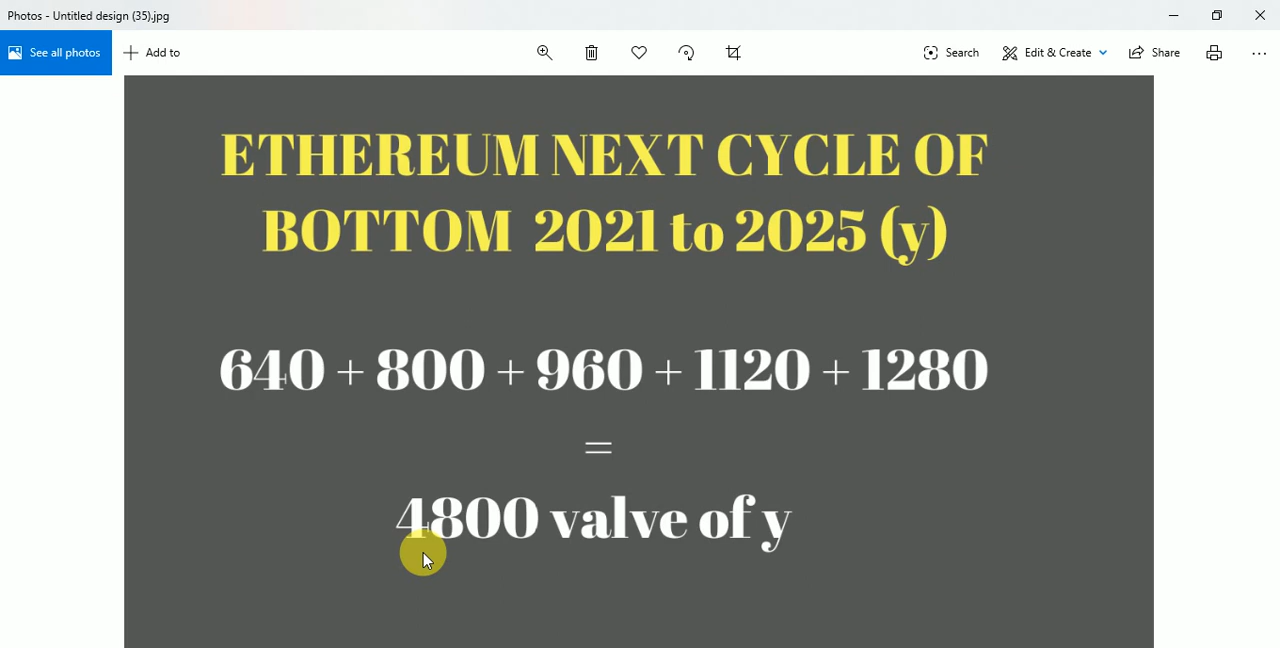 Photos - Untitled design (35).jpg
See all photos
Add to
Search
Edit & Create
Share
ETHEREUM NEXT CYCLE OF
BOTTOM 2021 to 2025 (y)
640 + 800 + 960 + 1120 + 1280
=
4800 valve of y